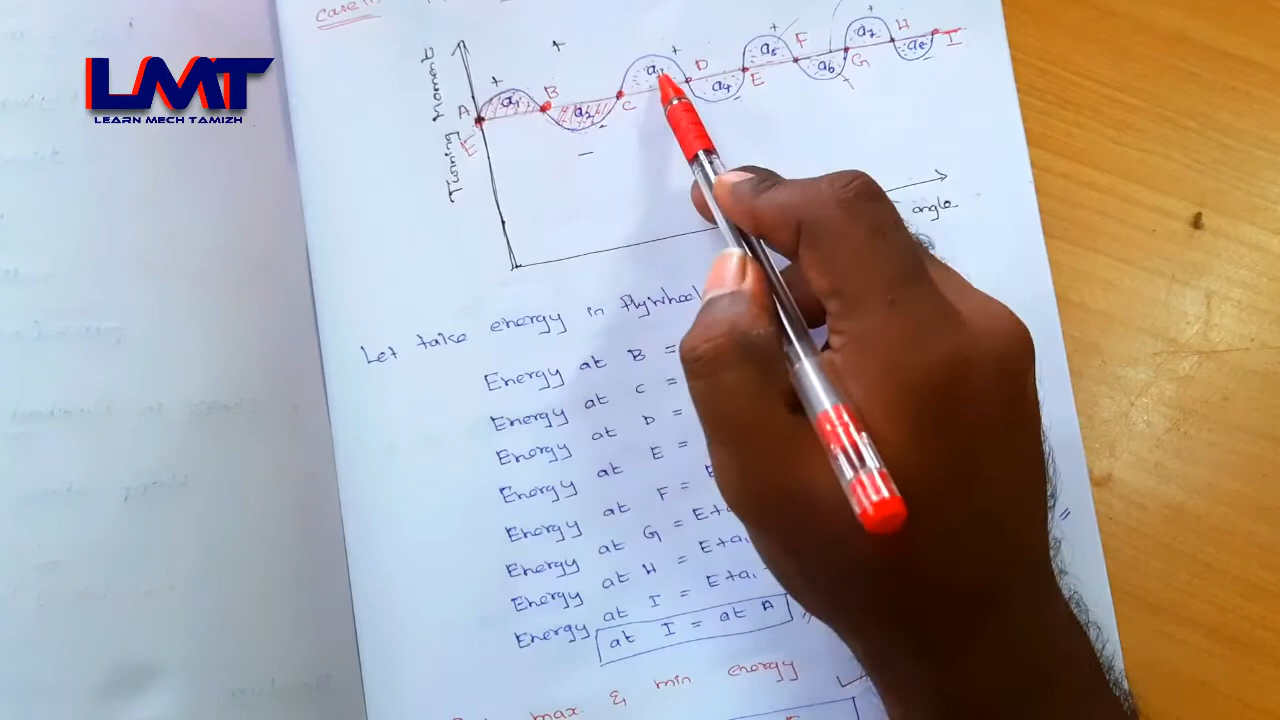 LMT
LEARN MECH TAMIZH
case
Turning Moment
A
E
B
C
D
E
F
G
H
I
a1
a2
a3
a4
a5
a6
a7
a8
+
+
+
+
+
-
-
-
angle
Let take energy in flywheel
Energy at B =
Energy at C =
Energy at D =
Energy at E =
Energy at F = E
Energy at G = E+a
Energy at H = E+a1
Energy at I = E+a1 -
at I = at A
max. & min energy